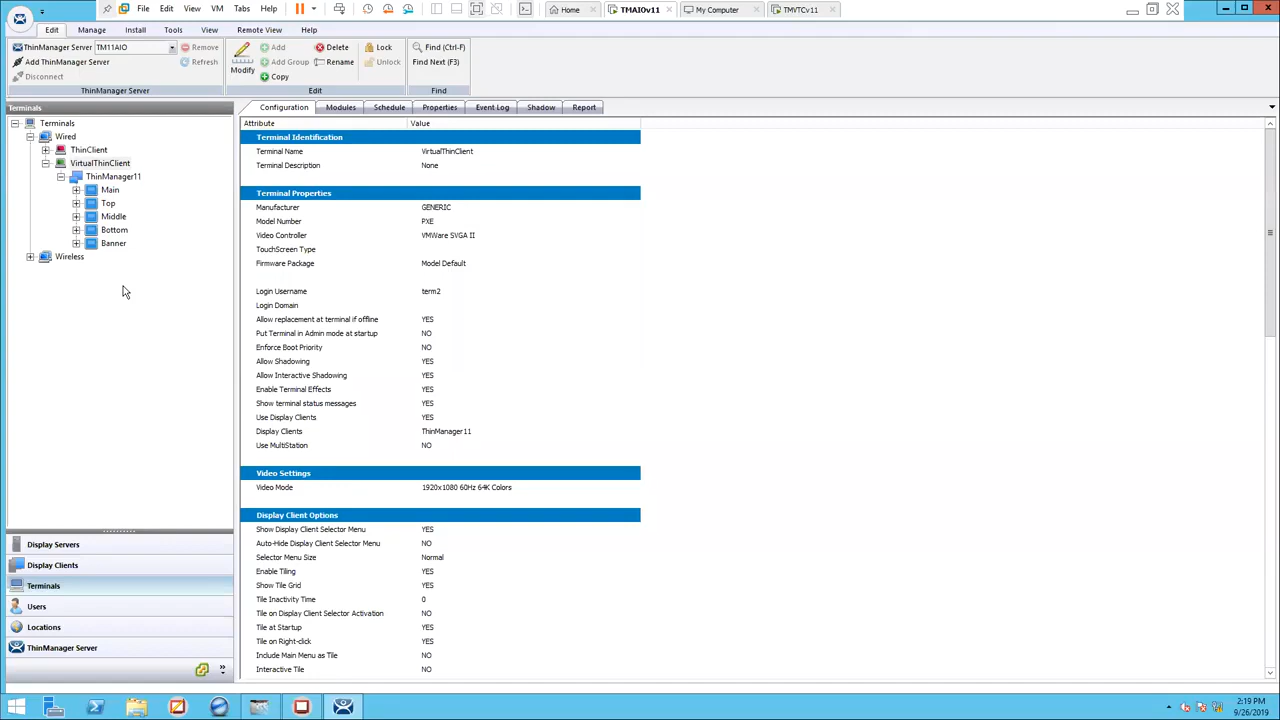 File Edit View VM Tabs Help Home TMAIOv11 My Computer TMVTCv11
Edit Manage Install Tools View Remote View Help
ThinManager Server TM11AIO Remove
Add ThinManager Server Refresh
Disconnect
ThinManager Server
Modify
Add Delete Lock
Add Group Rename Unlock
Copy
Edit
Find (Ctrl-F)
Find Next (F3)
Find
Terminals
Terminals
Wired
ThinClient
VirtualThinClient
ThinManager11
Main
Top
Middle
Bottom
Banner
Wireless
Display Servers
Display Clients
Terminals
Users
Locations
ThinManager Server
Configuration Modules Schedule Properties Event Log Shadow Report
Attribute Value
Terminal Identification
Terminal Name VirtualThinClient
Terminal Description None
Terminal Properties
Manufacturer GENERIC
Model Number PXE
Video Controller VMWare SVGA II
TouchScreen Type
Firmware Package Model Default
Login Username term2
Login Domain
Allow replacement at terminal if offline YES
Put Terminal in Admin mode at startup NO
Enforce Boot Priority NO
Allow Shadowing YES
Allow Interactive Shadowing YES
Enable Terminal Effects YES
Show terminal status messages YES
Use Display Clients YES
Display Clients ThinManager11
Use MultiStation NO
Video Settings
Video Mode 1920x1080 60Hz 64K Colors
Display Client Options
Show Display Client Selector Menu YES
Auto-Hide Display Client Selector Menu NO
Selector Menu Size Normal
Enable Tiling YES
Show Tile Grid YES
Tile Inactivity Time 0
Tile on Display Client Selector Activation NO
Tile at Startup YES
Tile on Right-click YES
Include Main Menu as Tile NO
Interactive Tile NO
2:19 PM
9/26/2019